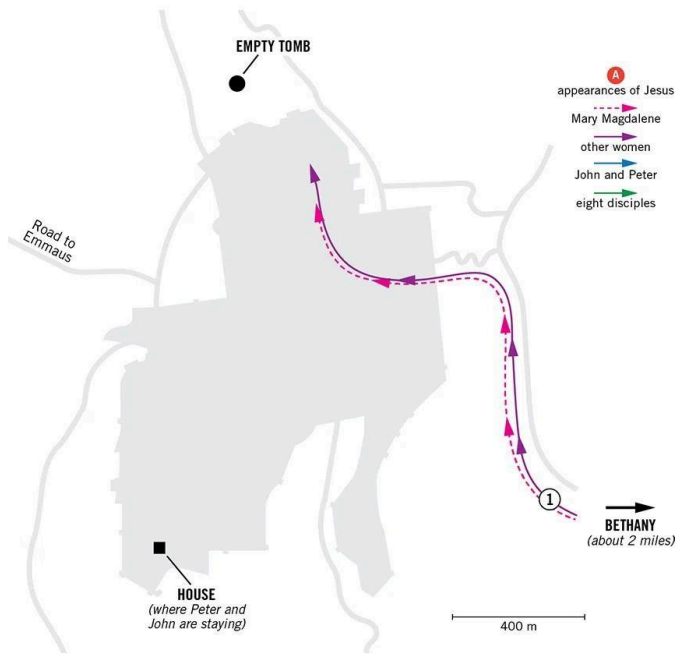 EMPTY TOMB
A
appearances of Jesus
Mary Magdalene
other women
John and Peter
eight disciples
Road to
Emmaus
1
BETHANY
(about 2 miles)
HOUSE
(where Peter and
John are staying)
400 m